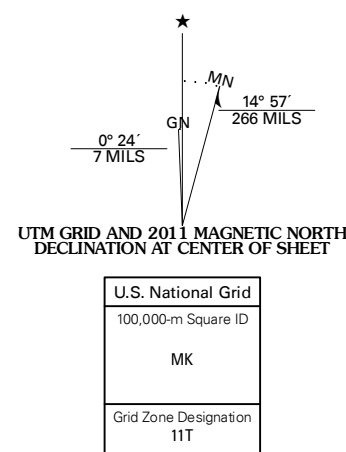 ★
MN
GN
14° 57´
266 MILS
0° 24´
7 MILS
UTM GRID AND 2011 MAGNETIC NORTH
DECLINATION AT CENTER OF SHEET
U.S. National Grid
100,000-m Square ID
MK
Grid Zone Designation
11T